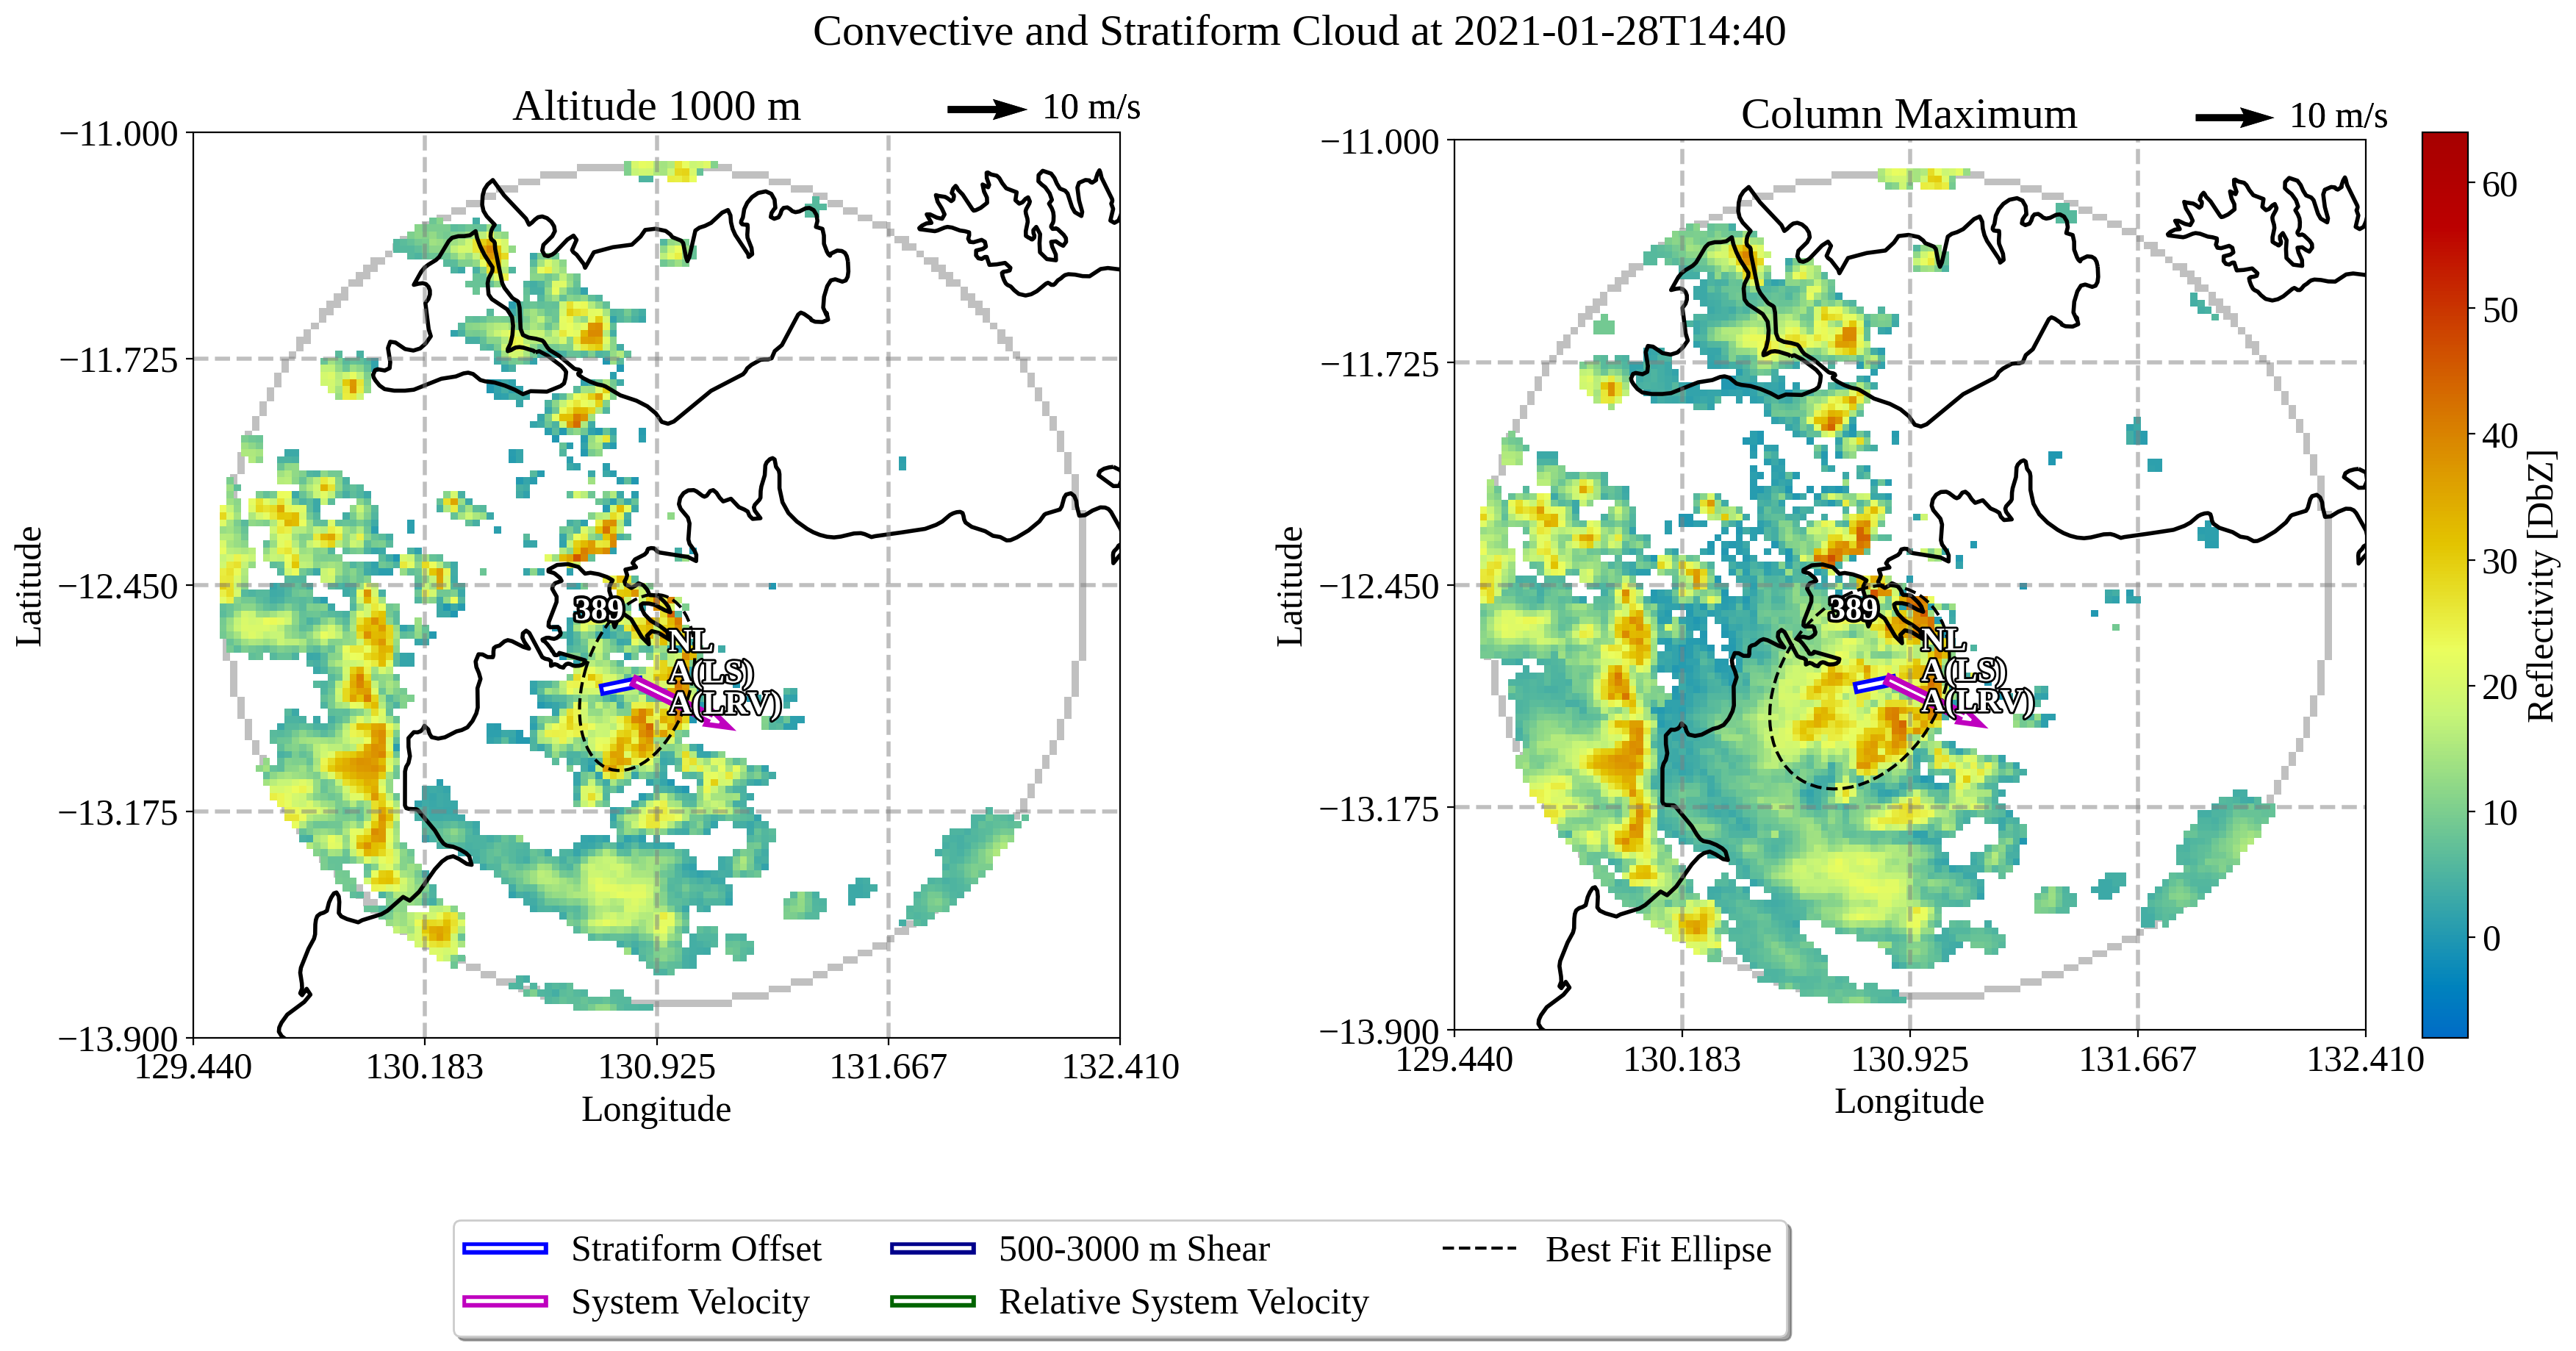 Convective and Stratiform Cloud at 2021-01-28T14:40
Altitude 1000 m
10 m/s
−11.000
−11.725
−12.450
−13.175
−13.900
129.440
130.183
130.925
131.667
132.410
Latitude
Longitude
389
NL
A(LS)
A(LRV)
Column Maximum
10 m/s
−11.000
−11.725
−12.450
−13.175
−13.900
129.440
130.183
130.925
131.667
132.410
Latitude
Longitude
389
NL
A(LS)
A(LRV)
60
50
40
30
20
10
0
Reflectivity [DbZ]
Stratiform Offset
System Velocity
500-3000 m Shear
Relative System Velocity
Best Fit Ellipse